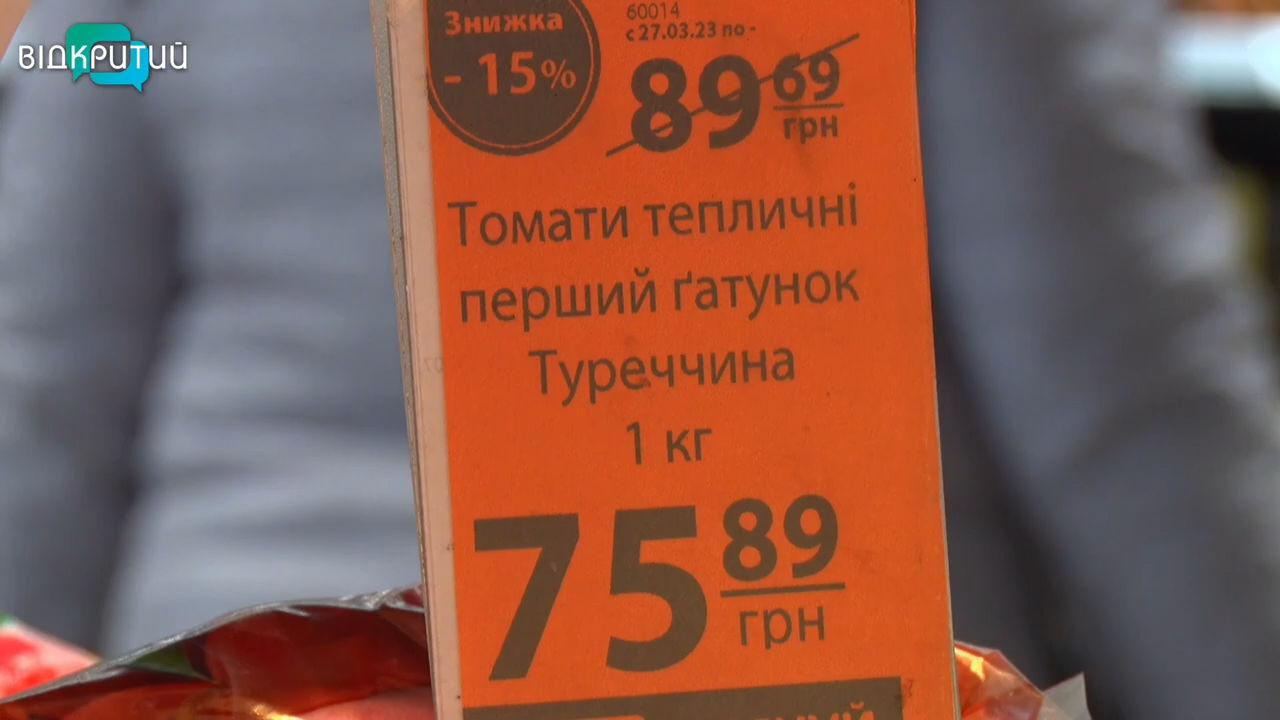 ВІДКРИТИЙ
Знижка
- 15%
60014
с 27.03.23 по -
89 69
грн
Томати тепличні
перший ґатунок
Туреччина
1 кг
75 89
грн